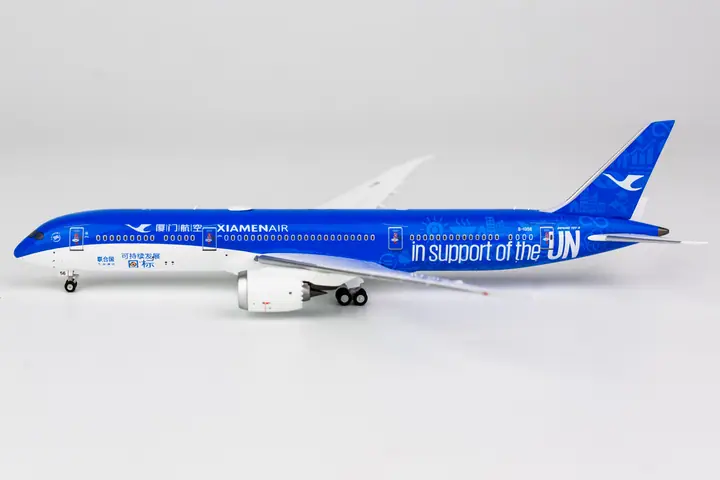 厦门航空 XIAMENAIR
in support of the UN
联合国
可持续发展
目标